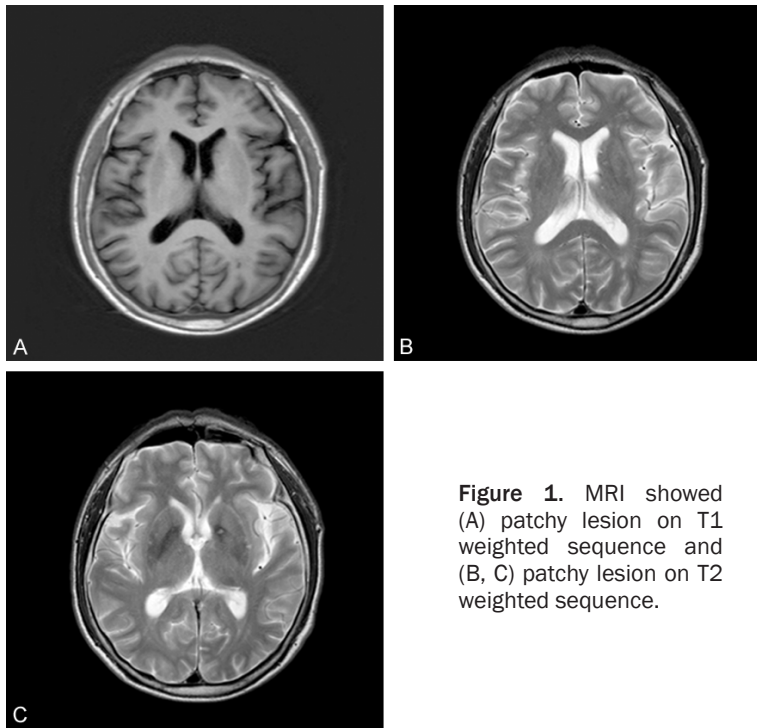 A
B
C
Figure 1. MRI showed
(A) patchy lesion on T1
weighted sequence and
(B, C) patchy lesion on T2
weighted sequence.